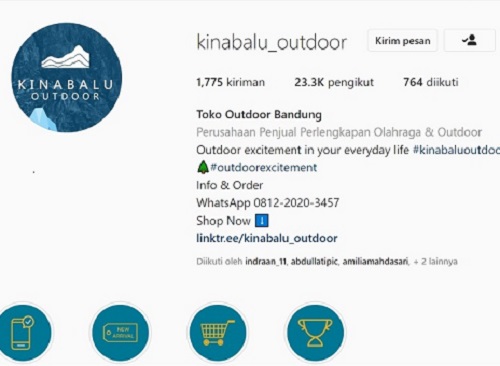 kinabalu_outdoor
Kirim pesan
KINABALU
OUTDOOR
1,775 kiriman 23.3K pengikut 764 diikuti
Toko Outdoor Bandung
Perusahaan Penjual Perlengkapan Olahraga & Outdoor
Outdoor excitement in your everyday life #kinabaluoutdoo
🌲#outdoorexcitement
Info & Order
WhatsApp 0812-2020-3457
Shop Now
linktr.ee/kinabalu_outdoor
Diikuti oleh indraan_11, abdullatipic, amiliamahdasari, + 2 lainnya
NEW
ARRIVAL